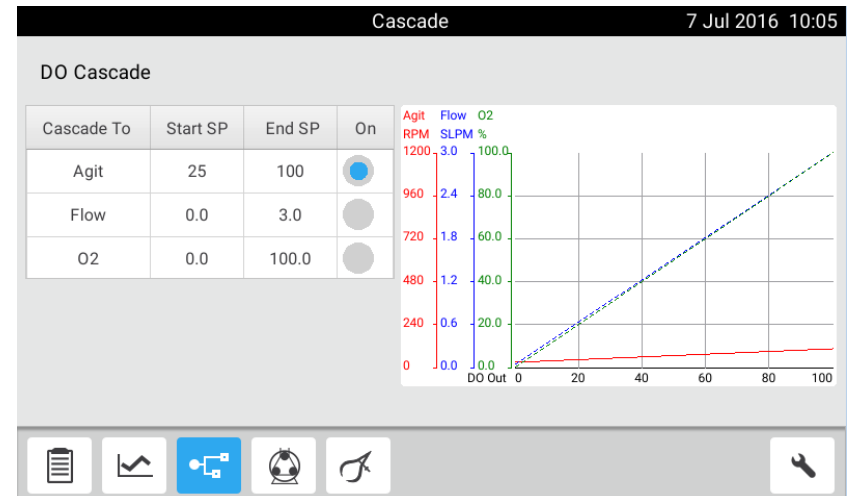 Cascade 7 Jul 2016 10:05
DO Cascade
Cascade To Start SP End SP On
Agit 25 100
Flow 0.0 3.0
O2 0.0 100.0
Agit Flow O2
RPM SLPM %
1200 3.0 100.0
960 2.4 80.0
720 1.8 60.0
480 1.2 40.0
240 0.6 20.0
0 0.0 0.0
DO Out 0 20 40 60 80 100